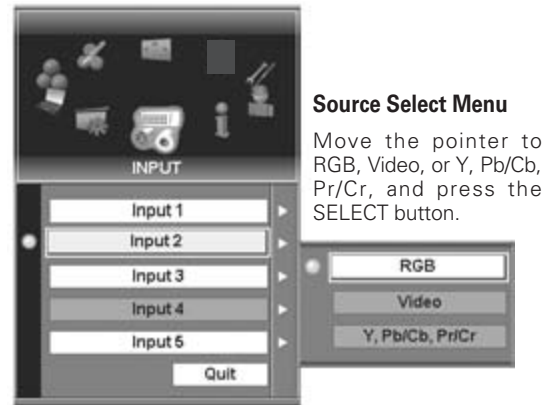 INPUT
Input 1
Input 2
Input 3
Input 4
Input 5
Quit
Source Select Menu
Move the pointer to
RGB, Video, or Y, Pb/Cb,
Pr/Cr, and press the
SELECT button.
RGB
Video
Y, Pb/Cb, Pr/Cr